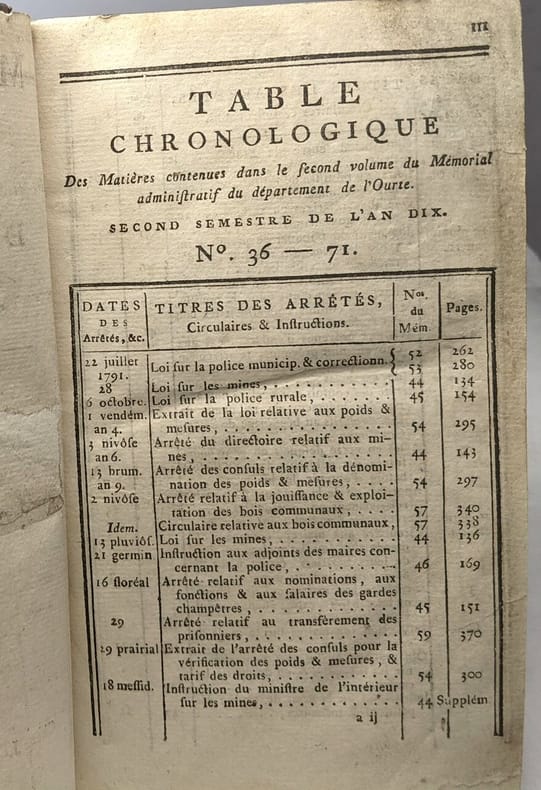 III
TABLE
CHRONOLOGIQUE
Des Matières contenues dans le ſecond volume du Mémorial
adminiſtratif du département de l'Ourte.
SECOND SEMESTRE DE L'AN DIX.
Nº. 36 — 71.
DATES DES Arrêtés, &c. | TITRES DES ARRÊTÉS, Circulaires & Inſtructions. | Nos. du Mém. | Pages.
22 juillet 1791. Loi ſur la police municip. & correctionn. { 52 262
53 280
28 Loi ſur les mines, . . . . . . . . . . 44 134
6 octobre. Loi ſur la police rurale, . . . . . . . 45 154
1 vendém. Extrait de la loi relative aux poids &
an 4. meſures, . . . . . . . . . . . 54 295
3 nivôſe Arrêté du directoire relatif aux mi-
an 6. nes, . . . . . . . . . . . . . 44 143
13 brum. Arrêté des conſuls relatif à la dénomi-
an 9. nation des poids & meſures, . . . . 54 297
2 nivôſe Arrêté relatif à la jouiſſance & exploi-
tation des bois communaux, . . . . 57 340
Idem. Circulaire relative aux bois communaux, 57 338
13 pluviôſ. Loi ſur les mines, . . . . . . . . . 44 136
21 germin Inſtruction aux adjoints des maires con-
cernant la police, . . . . . . . . . 46 169
16 floréal Arrêté relatif aux nominations, aux
fonctions & aux ſalaires des gardes
champêtres, . . . . . . . . . . . 45 151
29 Arrêté relatif au transfèrement des
priſonniers, . . . . . . . . . . . 59 370
29 prairial Extrait de l'arrêté des conſuls pour la
vérification des poids & meſures, &
tarif des droits, . . . . . . . . . 54 300
18 meſſid. Inſtruction du miniſtre de l'intérieur
ſur les mines, . . . . . . . . . . 44 Supplém
a ij